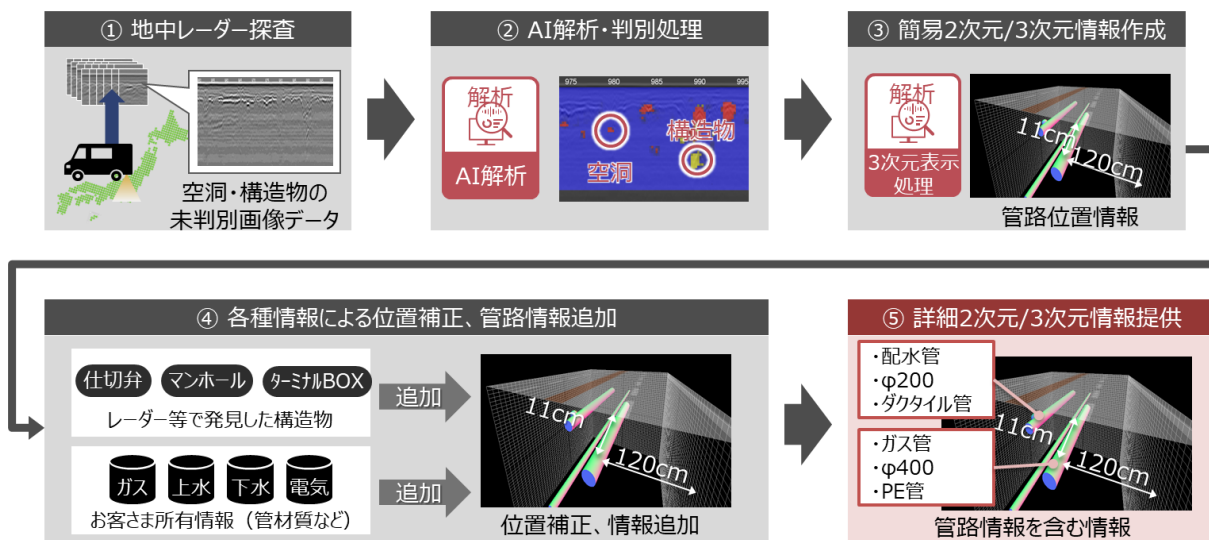 ① 地中レーダー探査
空洞・構造物の
未判別画像データ
② AI解析・判別処理
解析
AI解析
975 980 985 990 995
空洞
構造物
③ 簡易2次元/3次元情報作成
解析
3次元表示
処理
11cm
120cm
管路位置情報
④ 各種情報による位置補正、管路情報追加
仕切弁 マンホール ターミナルBOX
レーダー等で発見した構造物
追加
ガス 上水 下水 電気
お客さま所有情報（管材質など）
追加
11cm
120cm
位置補正、情報追加
⑤ 詳細2次元/3次元情報提供
・配水管
・φ200
・ダクタイル管
・ガス管
・φ400
・PE管
11cm
120cm
管路情報を含む情報